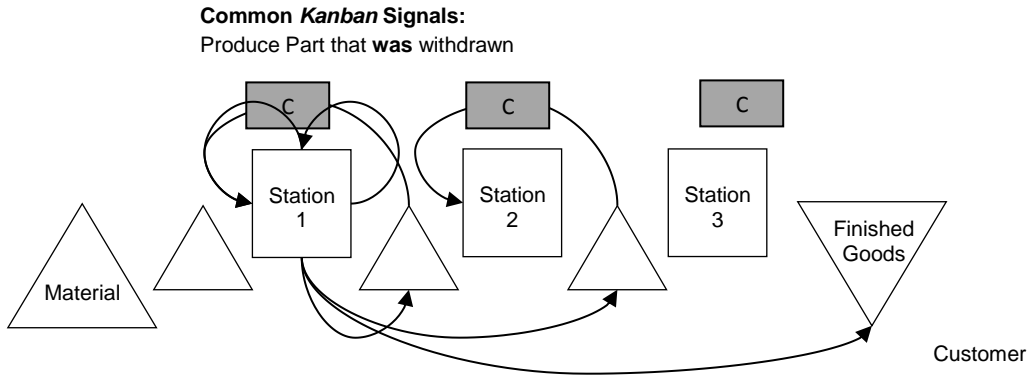 Common Kanban Signals:
Produce Part that was withdrawn
C
C
C
Station
1
Station
2
Station
3
Material
Finished
Goods
Customer